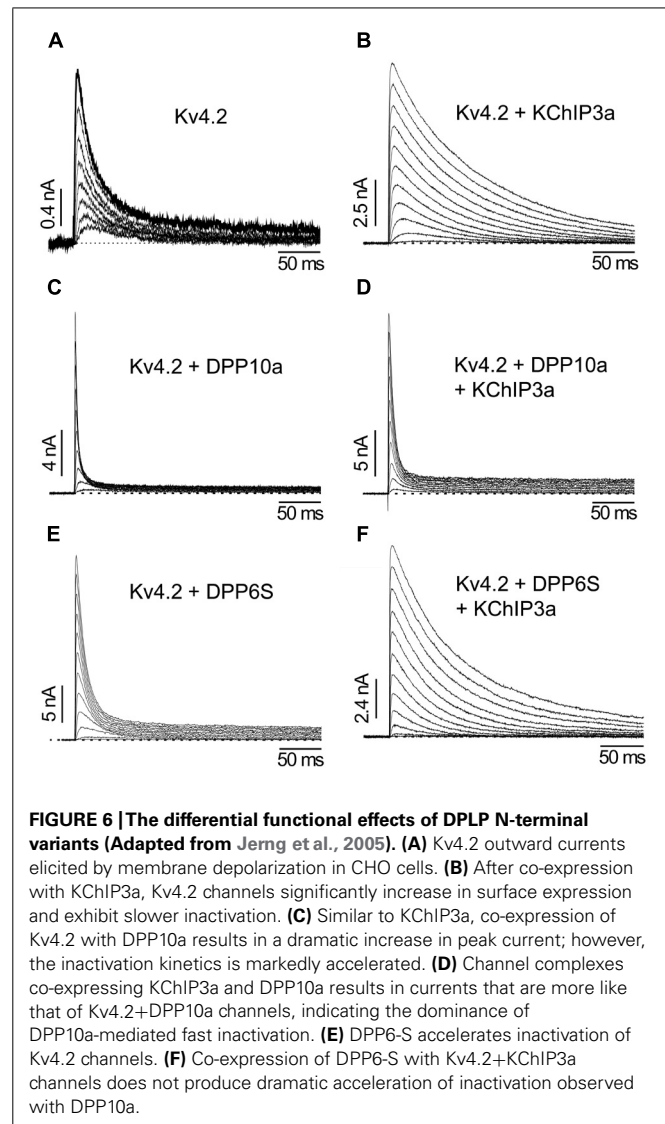 A
Kv4.2
0.4 nA
50 ms
B
Kv4.2 + KChIP3a
2.5 nA
50 ms
C
Kv4.2 + DPP10a
4 nA
50 ms
D
Kv4.2 + DPP10a
+ KChIP3a
5 nA
50 ms
E
Kv4.2 + DPP6S
5 nA
50 ms
F
Kv4.2 + DPP6S
+ KChIP3a
2.4 nA
50 ms
FIGURE 6 | The differential functional effects of DPLP N-terminal
variants (Adapted from Jerng et al., 2005). (A) Kv4.2 outward currents
elicited by membrane depolarization in CHO cells. (B) After co-expression
with KChIP3a, Kv4.2 channels significantly increase in surface expression
and exhibit slower inactivation. (C) Similar to KChIP3a, co-expression of
Kv4.2 with DPP10a results in a dramatic increase in peak current; however,
the inactivation kinetics is markedly accelerated. (D) Channel complexes
co-expressing KChIP3a and DPP10a results in currents that are more like
that of Kv4.2+DPP10a channels, indicating the dominance of
DPP10a-mediated fast inactivation. (E) DPP6-S accelerates inactivation of
Kv4.2 channels. (F) Co-expression of DPP6-S with Kv4.2+KChIP3a
channels does not produce dramatic acceleration of inactivation observed
with DPP10a.